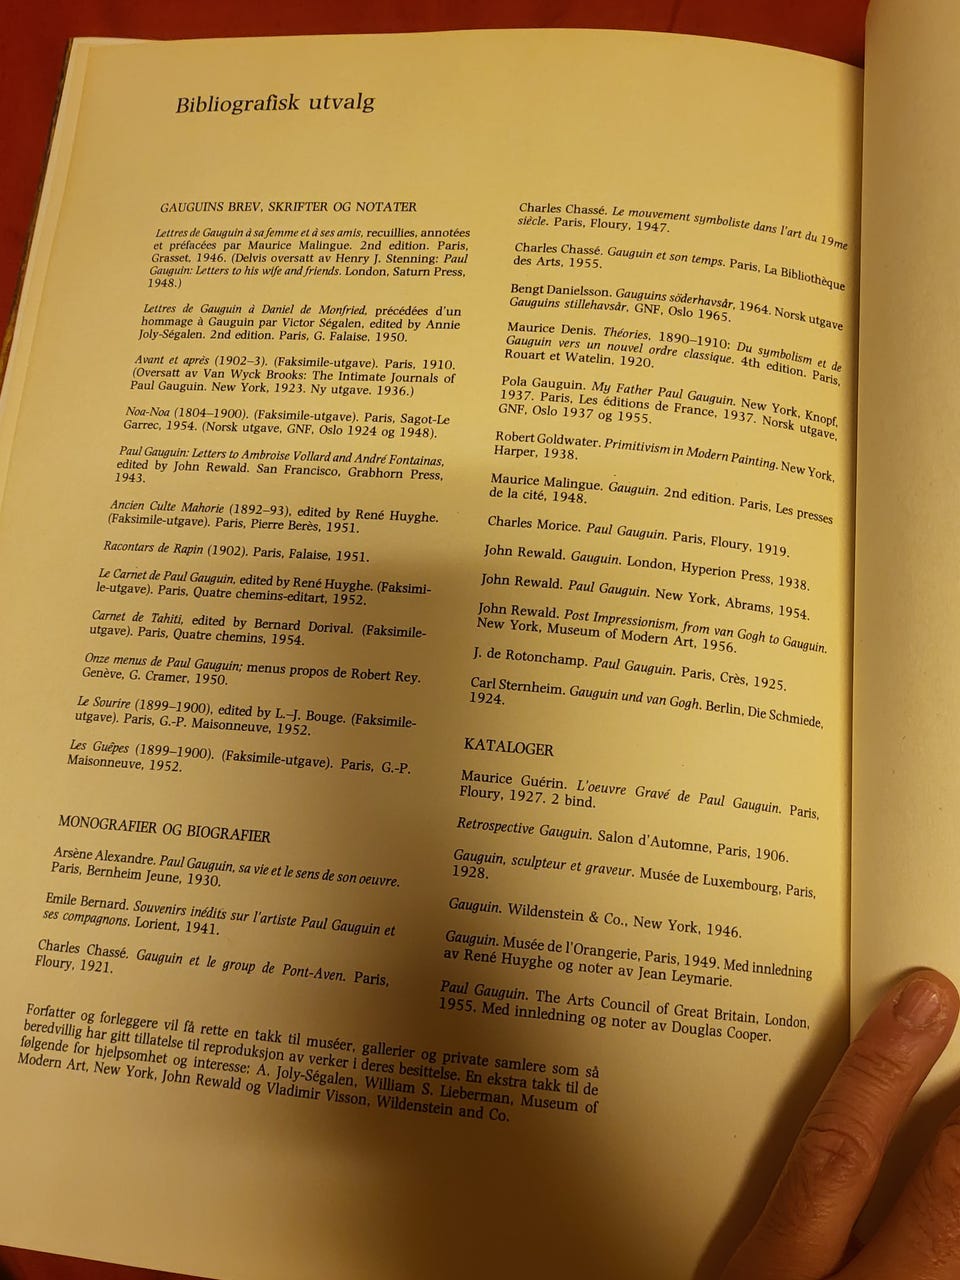 Bibliografisk utvalg
GAUGUINS BREV, SKRIFTER OG NOTATER
Lettres de Gauguin à sa femme et à ses amis, recuillies, annotées
et préfacées par Maurice Malingue. 2nd edition. Paris,
Grasset, 1946. (Delvis oversatt av Henry J. Stenning: Paul
Gauguin: Letters to his wife and friends. London, Saturn Press,
1948.)
Lettres de Gauguin à Daniel de Monfried, précédées d'un
hommage à Gauguin par Victor Ségalen, edited by Annie
Joly-Ségalen. 2nd edition. Paris, G. Falaise, 1950.
Avant et après (1902–3). (Faksimile-utgave). Paris, 1910.
(Oversatt av Van Wyck Brooks: The Intimate Journals of
Paul Gauguin. New York, 1923. Ny utgave. 1936.)
Noa-Noa (1804–1900). (Faksimile-utgave). Paris, Sagot-Le
Garrec, 1954. (Norsk utgave, GNF, Oslo 1924 og 1948).
Paul Gauguin: Letters to Ambroise Vollard and André Fontainas,
edited by John Rewald. San Francisco, Grabhorn Press,
1943.
Ancien Culte Mahorie (1892–93), edited by René Huyghe.
(Faksimile-utgave). Paris, Pierre Berès, 1951.
Racontars de Rapin (1902). Paris, Falaise, 1951.
Le Carnet de Paul Gauguin, edited by René Huyghe. (Faksimi-
le-utgave). Paris, Quatre chemins-editart, 1952.
Carnet de Tahiti, edited by Bernard Dorival. (Faksimile-
utgave). Paris, Quatre chemins, 1954.
Onze menus de Paul Gauguin; menus propos de Robert Rey.
Genève, G. Cramer, 1950.
Le Sourire (1899–1900), edited by L.-J. Bouge. (Faksimile-
utgave). Paris, G.-P. Maisonneuve, 1952.
Les Guêpes (1899–1900). (Faksimile-utgave). Paris, G.-P.
Maisonneuve, 1952.
MONOGRAFIER OG BIOGRAFIER
Arsène Alexandre. Paul Gauguin, sa vie et le sens de son oeuvre.
Paris, Bernheim Jeune, 1930.
Emile Bernard. Souvenirs inédits sur l'artiste Paul Gauguin et
ses compagnons. Lorient, 1941.
Charles Chassé. Gauguin et le group de Pont-Aven. Paris,
Floury, 1921.
Charles Chassé. Le mouvement symboliste dans l'art du 19me
siècle. Paris, Floury, 1947.
Charles Chassé. Gauguin et son temps. Paris, La Bibliothèque
des Arts, 1955.
Bengt Danielsson. Gauguins söderhavsår, 1964. Norsk utgave
Gauguins stillehavsår, GNF, Oslo 1965.
Maurice Denis. Théories, 1890–1910: Du symbolism et de
Gauguin vers un nouvel ordre classique. 4th edition. Paris,
Rouart et Watelin, 1920.
Pola Gauguin. My Father Paul Gauguin. New York, Knopf,
1937. Paris, Les éditions de France, 1937. Norsk utgave,
GNF, Oslo 1937 og 1955.
Robert Goldwater. Primitivism in Modern Painting. New York,
Harper, 1938.
Maurice Malingue. Gauguin. 2nd edition. Paris, Les presses
de la cité, 1948.
Charles Morice. Paul Gauguin. Paris, Floury, 1919.
John Rewald. Gauguin. London, Hyperion Press, 1938.
John Rewald. Paul Gauguin. New York, Abrams, 1954.
John Rewald. Post Impressionism, from van Gogh to Gauguin.
New York, Museum of Modern Art, 1956.
J. de Rotonchamp. Paul Gauguin. Paris, Crès, 1925.
Carl Sternheim. Gauguin und van Gogh. Berlin, Die Schmiede,
1924.
KATALOGER
Maurice Guérin. L'oeuvre Gravé de Paul Gauguin. Paris,
Floury, 1927. 2 bind.
Retrospective Gauguin. Salon d'Automne, Paris, 1906.
Gauguin, sculpteur et graveur. Musée de Luxembourg, Paris,
1928.
Gauguin. Wildenstein & Co., New York, 1946.
Gauguin. Musée de l'Orangerie, Paris, 1949. Med innledning
av René Huyghe og noter av Jean Leymarie.
Paul Gauguin. The Arts Council of Great Britain, London,
1955. Med innledning og noter av Douglas Cooper.
Forfatter og forleggere vil få rette en takk til muséer, gallerier og private samlere som så
beredvillig har gitt tillatelse til reproduksjon av verker i deres besittelse. En ekstra takk til de
følgende for hjelpsomhet og interesse: A. Joly-Ségalen, William S. Lieberman, Museum of
Modern Art, New York, John Rewald og Vladimir Visson, Wildenstein and Co.